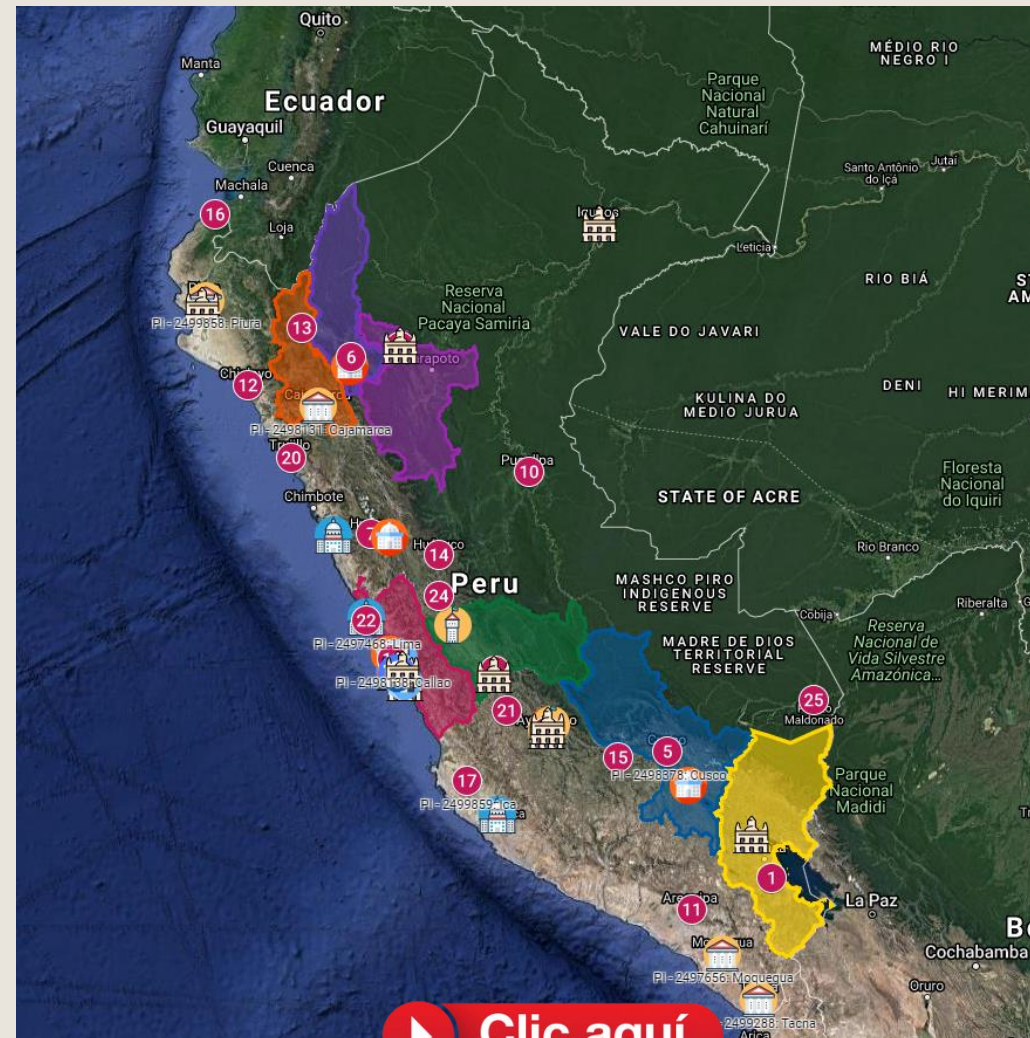 Quito
MÉDIO RIO
NEGRO I
Manta
Parque
Nacional
Natural
Cahuinarí
Ecuador
Guayaquil
Cuenca
Santo Antônio
do Içá
Jutaí
Machala
16
Loja
Leticia
RIO BIÁ
Reserva
Nacional
Pacaya Samiria
PI - 2499858: Piura
13
VALE DO JAVARI
6
12
DENI
HI MERIM
KULINA DO
MEDIO JURUA
PI - 2498131: Cajamarca
20
10
Floresta
Nacional
do Iquiri
Chimbote
STATE OF ACRE
7
14
Rio Branco
Peru
MASHCO PIRO
INDIGENOUS
RESERVE
24
Cobija
Riberalta
22
PI - 2497468: Lima
MADRE DE DIOS
TERRITORIAL
RESERVE
Reserva
Nacional de
Vida Silvestre
Amazónica...
PI - 2498138: Callao
21
25
Maldonado
15
5
PI - 2498378: Cusco
17
PI - 2499859: Ica
Parque
Nacional
Madidi
1
La Paz
11
PI - 2497656: Moquegua
Cochabamba
Oruro
2499288: Tacna
Arica
Clic aquí